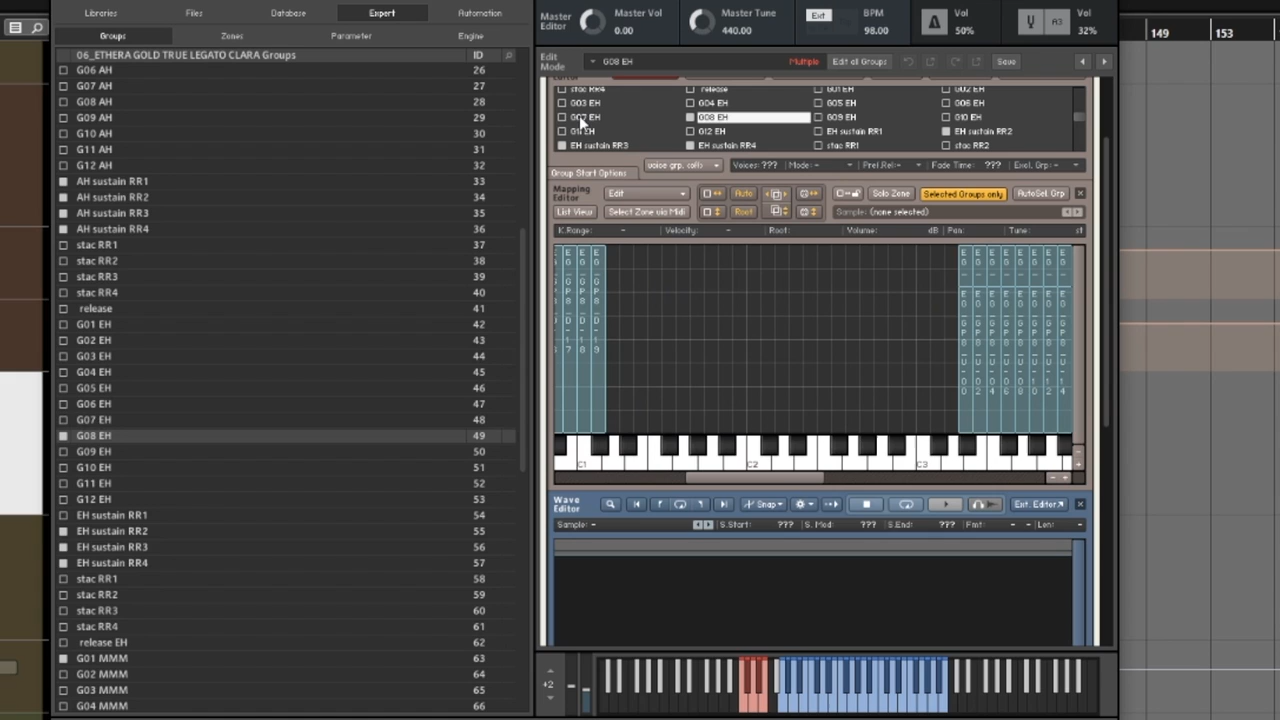 Libraries Files Database Expert Automation
Groups Zones Parameter Engine
06_ETHERA GOLD TRUE LEGATO CLARA Groups ID
G06 AH 26
G07 AH 27
G08 AH 28
G09 AH 29
G10 AH 30
G11 AH 31
G12 AH 32
AH sustain RR1 33
AH sustain RR2 34
AH sustain RR3 35
AH sustain RR4 36
stac RR1 37
stac RR2 38
stac RR3 39
stac RR4 40
release 41
G01 EH 42
G02 EH 43
G03 EH 44
G04 EH 45
G05 EH 46
G06 EH 47
G07 EH 48
G08 EH 49
G09 EH 50
G10 EH 51
G11 EH 52
G12 EH 53
EH sustain RR1 54
EH sustain RR2 55
EH sustain RR3 56
EH sustain RR4 57
stac RR1 58
stac RR2 59
stac RR3 60
stac RR4 61
release EH 62
G01 MMM 63
G02 MMM 64
G03 MMM 65
G04 MMM 66
Master Editor
Master Vol 0.00
Master Tune 440.00
Ext BPM 98.00
Vol 50%
A3 Vol 32%
Edit Mode G08 EH Multiple Edit all Groups Save
stac RR4 release G01 EH G02 EH
G03 EH G04 EH G05 EH G06 EH
G07 EH G08 EH G09 EH G10 EH
G11 EH G12 EH EH sustain RR1 EH sustain RR2
EH sustain RR3 EH sustain RR4 stac RR1 stac RR2
Group Start Options Voices: ??? Mode: - Pref.Rel: - Fade Time: ??? Excl. Grp: -
Mapping Editor Edit Auto Solo Zone Selected Groups only AutoSel. Grp
List View Select Zone via Midi Root Sample: (none selected)
K.Range: - Velocity: - Root: Volume: dB Pan: Tune: st
C1 C2 C3
Wave Editor Snap Ext. Editor
Sample: - S.Start: ??? S. Mod: ??? S.End: ??? Fmt: - - Len:
+2
149 153